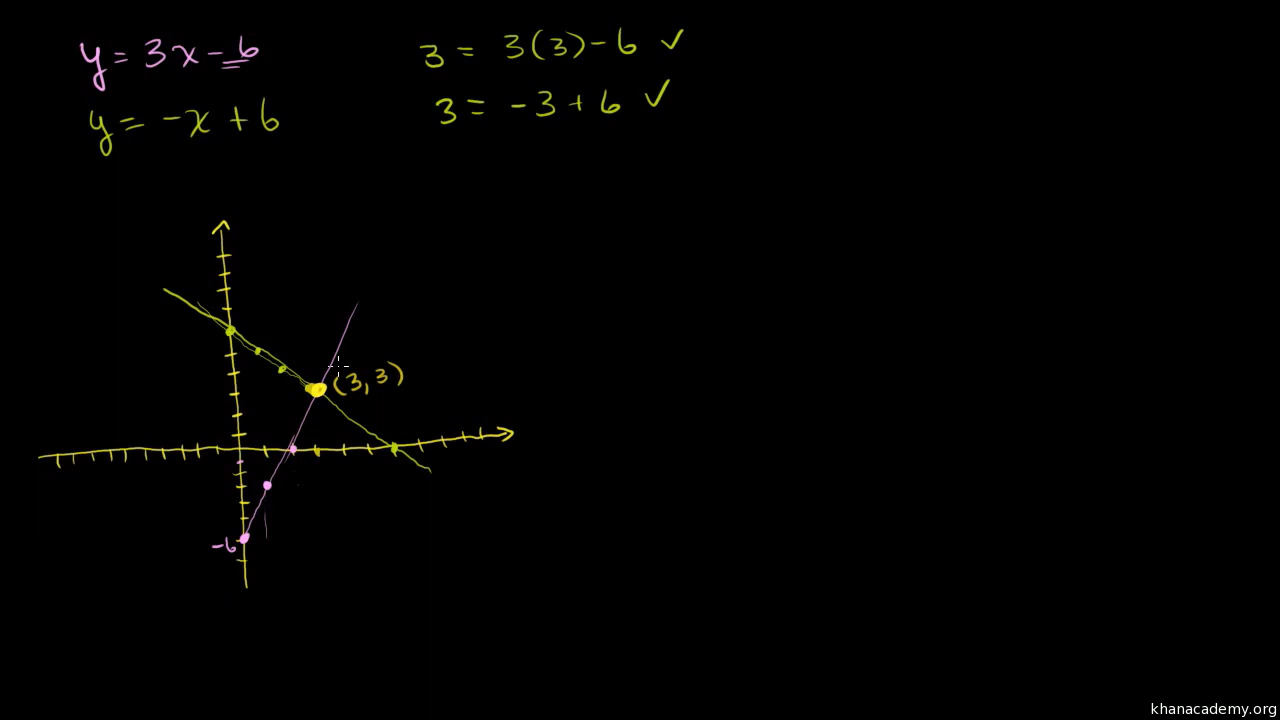 y = 3x - 6
y = -x + 6
3 = 3(3) - 6 ✓
3 = -3 + 6 ✓
(3,3)
-6
khanacademy.org